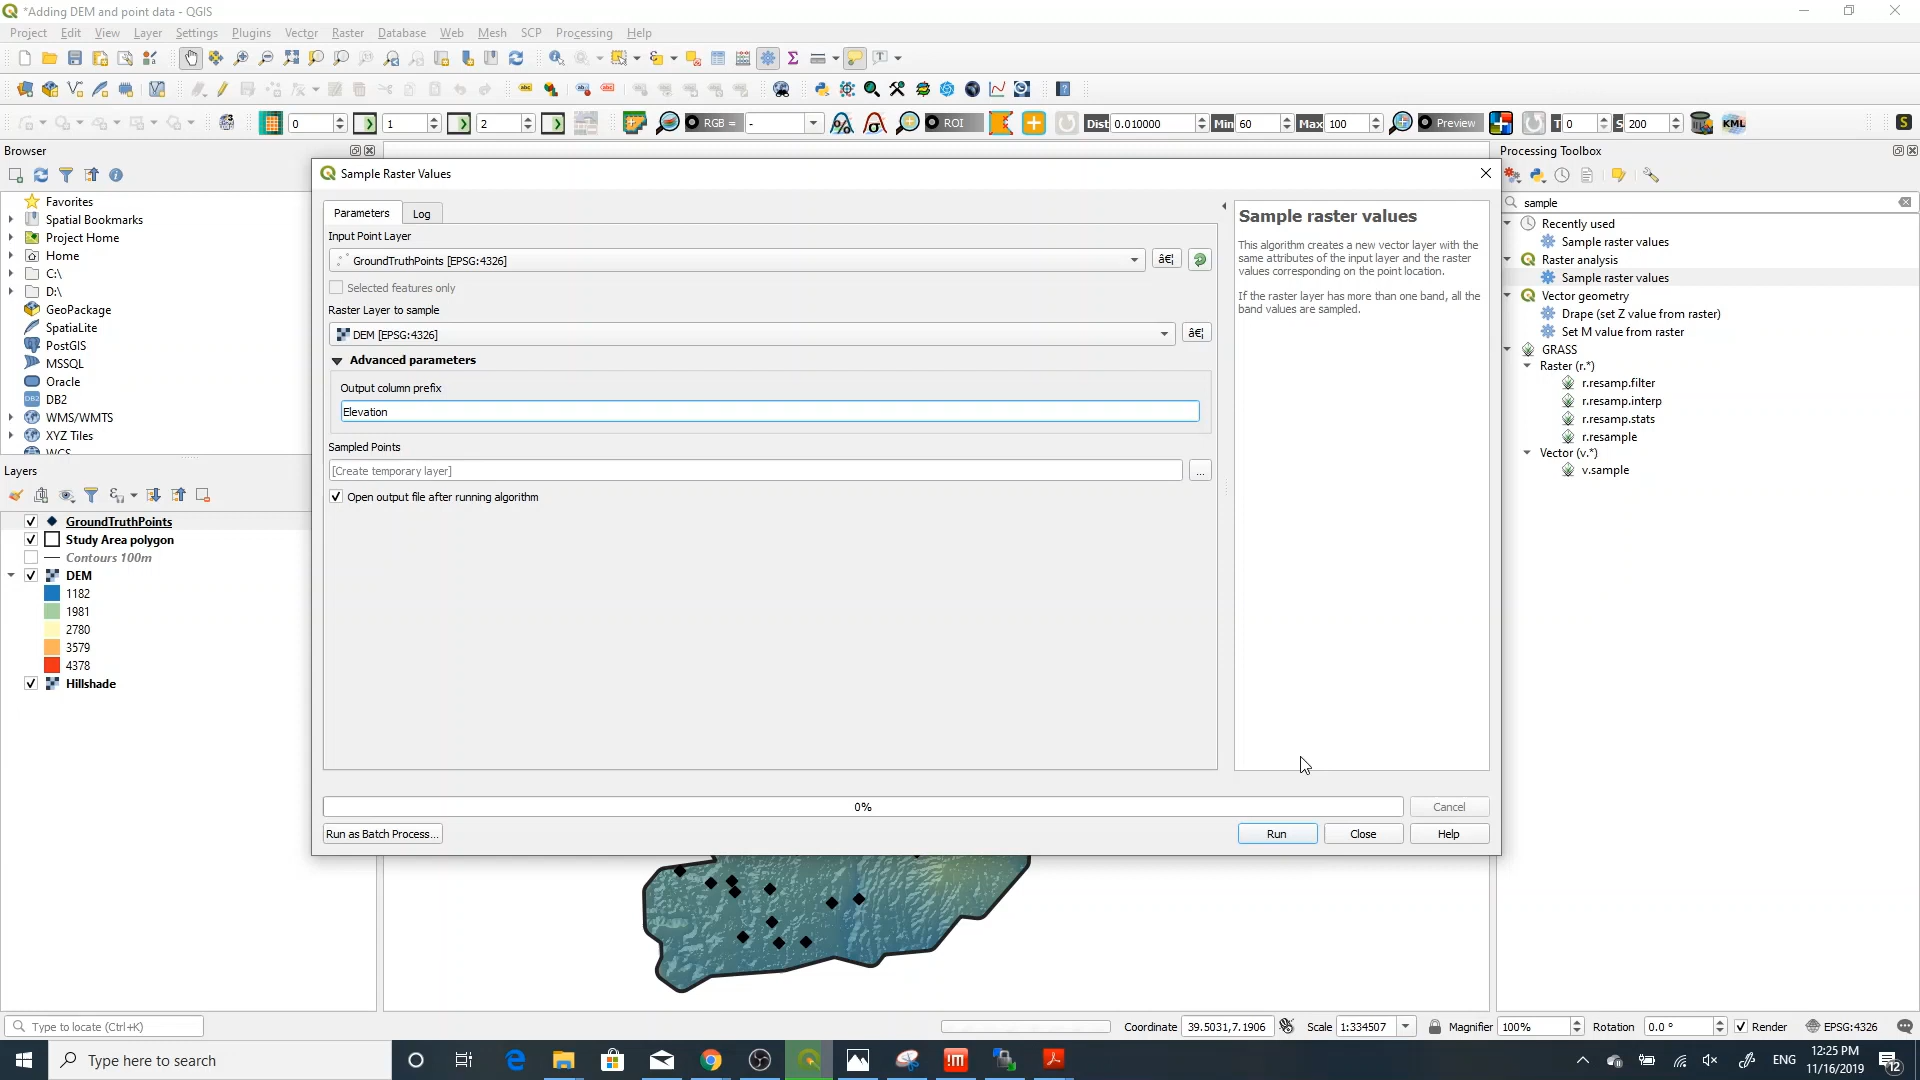 *Adding DEM and point data - QGIS
Project Edit View Layer Settings Plugins Vector Raster Database Web Mesh SCP Processing Help
0 1 2 RGB = - ROI Dist 0.010000 Min 60 Max 100 Preview T 0 S 200 KML S
Browser
Favorites
Spatial Bookmarks
Project Home
Home
C:\
D:\
GeoPackage
SpatiaLite
PostGIS
MSSQL
Oracle
DB2
WMS/WMTS
XYZ Tiles
WCS
Layers
GroundTruthPoints
Study Area polygon
Contours 100m
DEM
1182
1981
2780
3579
4378
Hillshade
Sample Raster Values
Parameters Log
Input Point Layer
GroundTruthPoints [EPSG:4326] â€¦
Selected features only
Raster Layer to sample
DEM [EPSG:4326] â€¦
Advanced parameters
Output column prefix
Elevation
Sampled Points
[Create temporary layer] ...
Open output file after running algorithm
Sample raster values
This algorithm creates a new vector layer with the
same attributes of the input layer and the raster
values corresponding on the point location.
If the raster layer has more than one band, all the
band values are sampled.
0% Cancel
Run as Batch Process... Run Close Help
Processing Toolbox
sample
Recently used
Sample raster values
Raster analysis
Sample raster values
Vector geometry
Drape (set Z value from raster)
Set M value from raster
GRASS
Raster (r.*)
r.resamp.filter
r.resamp.interp
r.resamp.stats
r.resample
Vector (v.*)
v.sample
Type to locate (Ctrl+K) Coordinate 39.5031,7.1906 Scale 1:334507 Magnifier 100% Rotation 0.0 ° Render EPSG:4326
Type here to search ENG 12:25 PM
11/16/2019 12